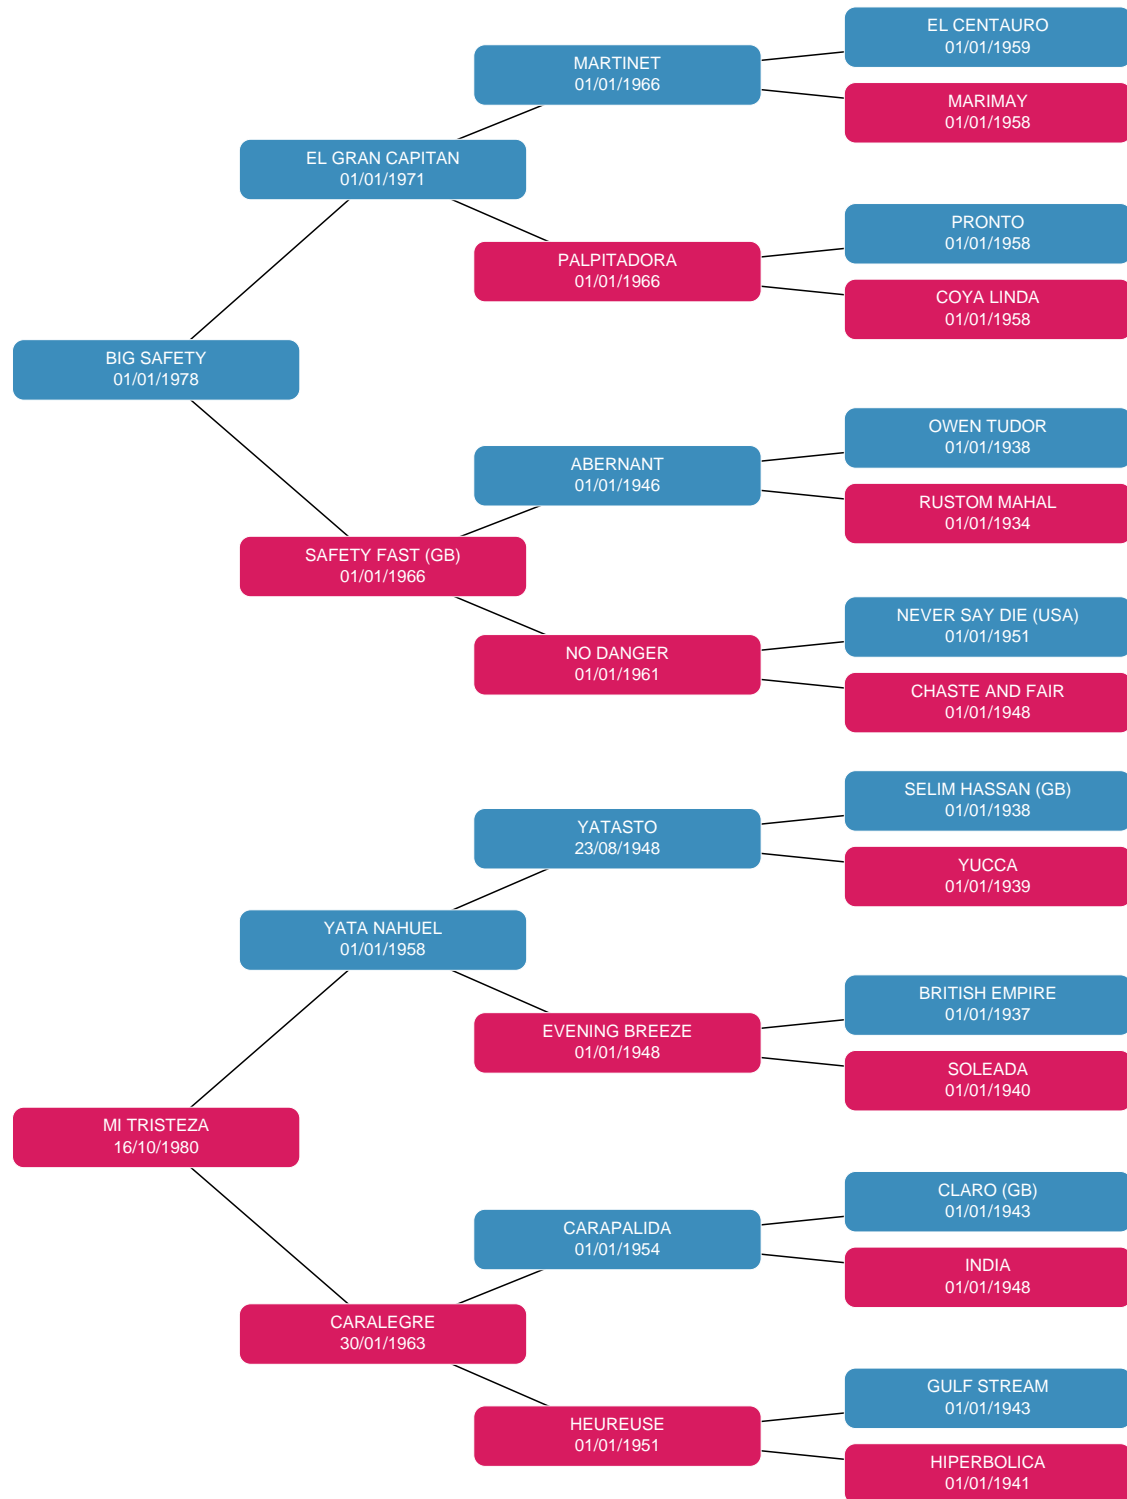 EL CENTAURO
01/01/1959
MARTINET
01/01/1966
MARIMAY
01/01/1958
EL GRAN CAPITAN
01/01/1971
PRONTO
01/01/1958
PALPITADORA
01/01/1966
COYA LINDA
01/01/1958
BIG SAFETY
01/01/1978
OWEN TUDOR
01/01/1938
ABERNANT
01/01/1946
RUSTOM MAHAL
01/01/1934
SAFETY FAST (GB)
01/01/1966
NEVER SAY DIE (USA)
01/01/1951
NO DANGER
01/01/1961
CHASTE AND FAIR
01/01/1948
SELIM HASSAN (GB)
01/01/1938
YATASTO
23/08/1948
YUCCA
01/01/1939
YATA NAHUEL
01/01/1958
BRITISH EMPIRE
01/01/1937
EVENING BREEZE
01/01/1948
SOLEADA
01/01/1940
MI TRISTEZA
16/10/1980
CLARO (GB)
01/01/1943
CARAPALIDA
01/01/1954
INDIA
01/01/1948
CARALEGRE
30/01/1963
GULF STREAM
01/01/1943
HEUREUSE
01/01/1951
HIPERBOLICA
01/01/1941